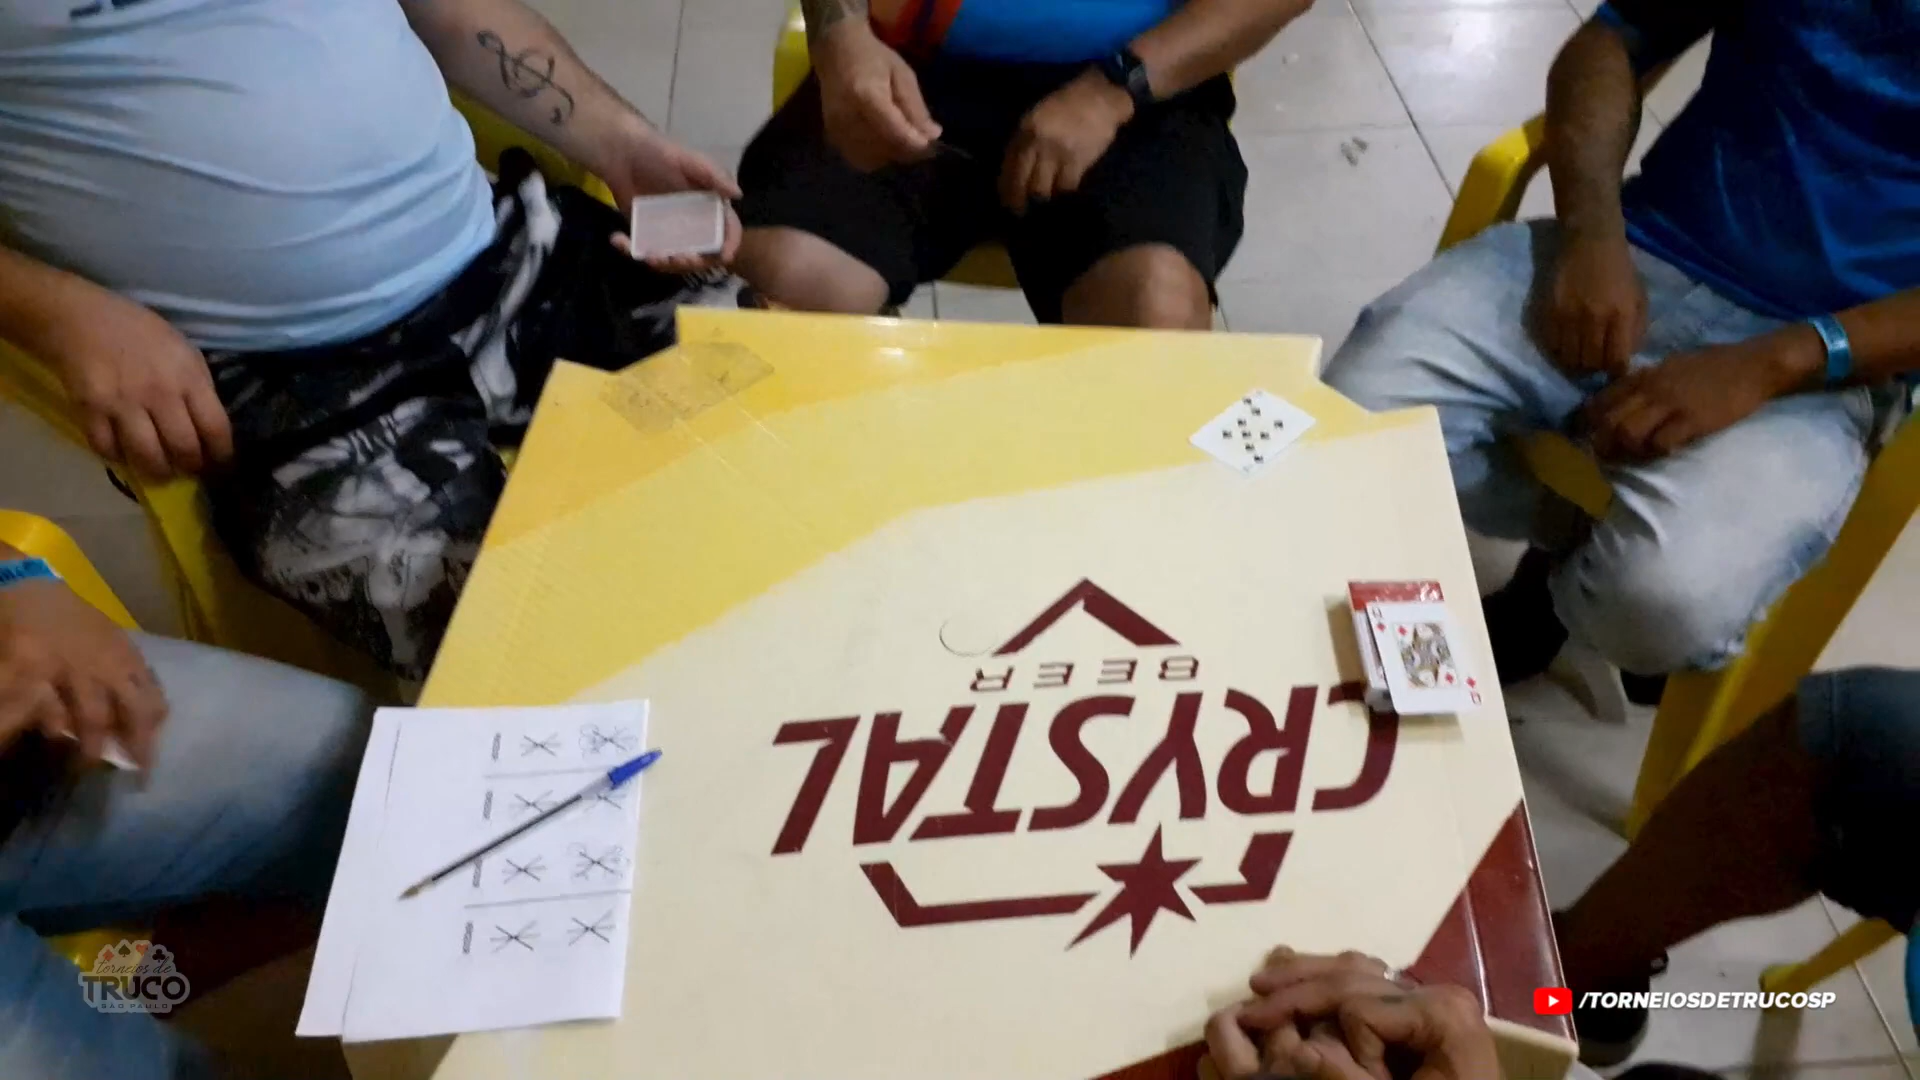 BEER
CRYSTAL
Q
Q
torneios de
TRUCO
SÃO PAULO
/TORNEIOSDETRUCOSP